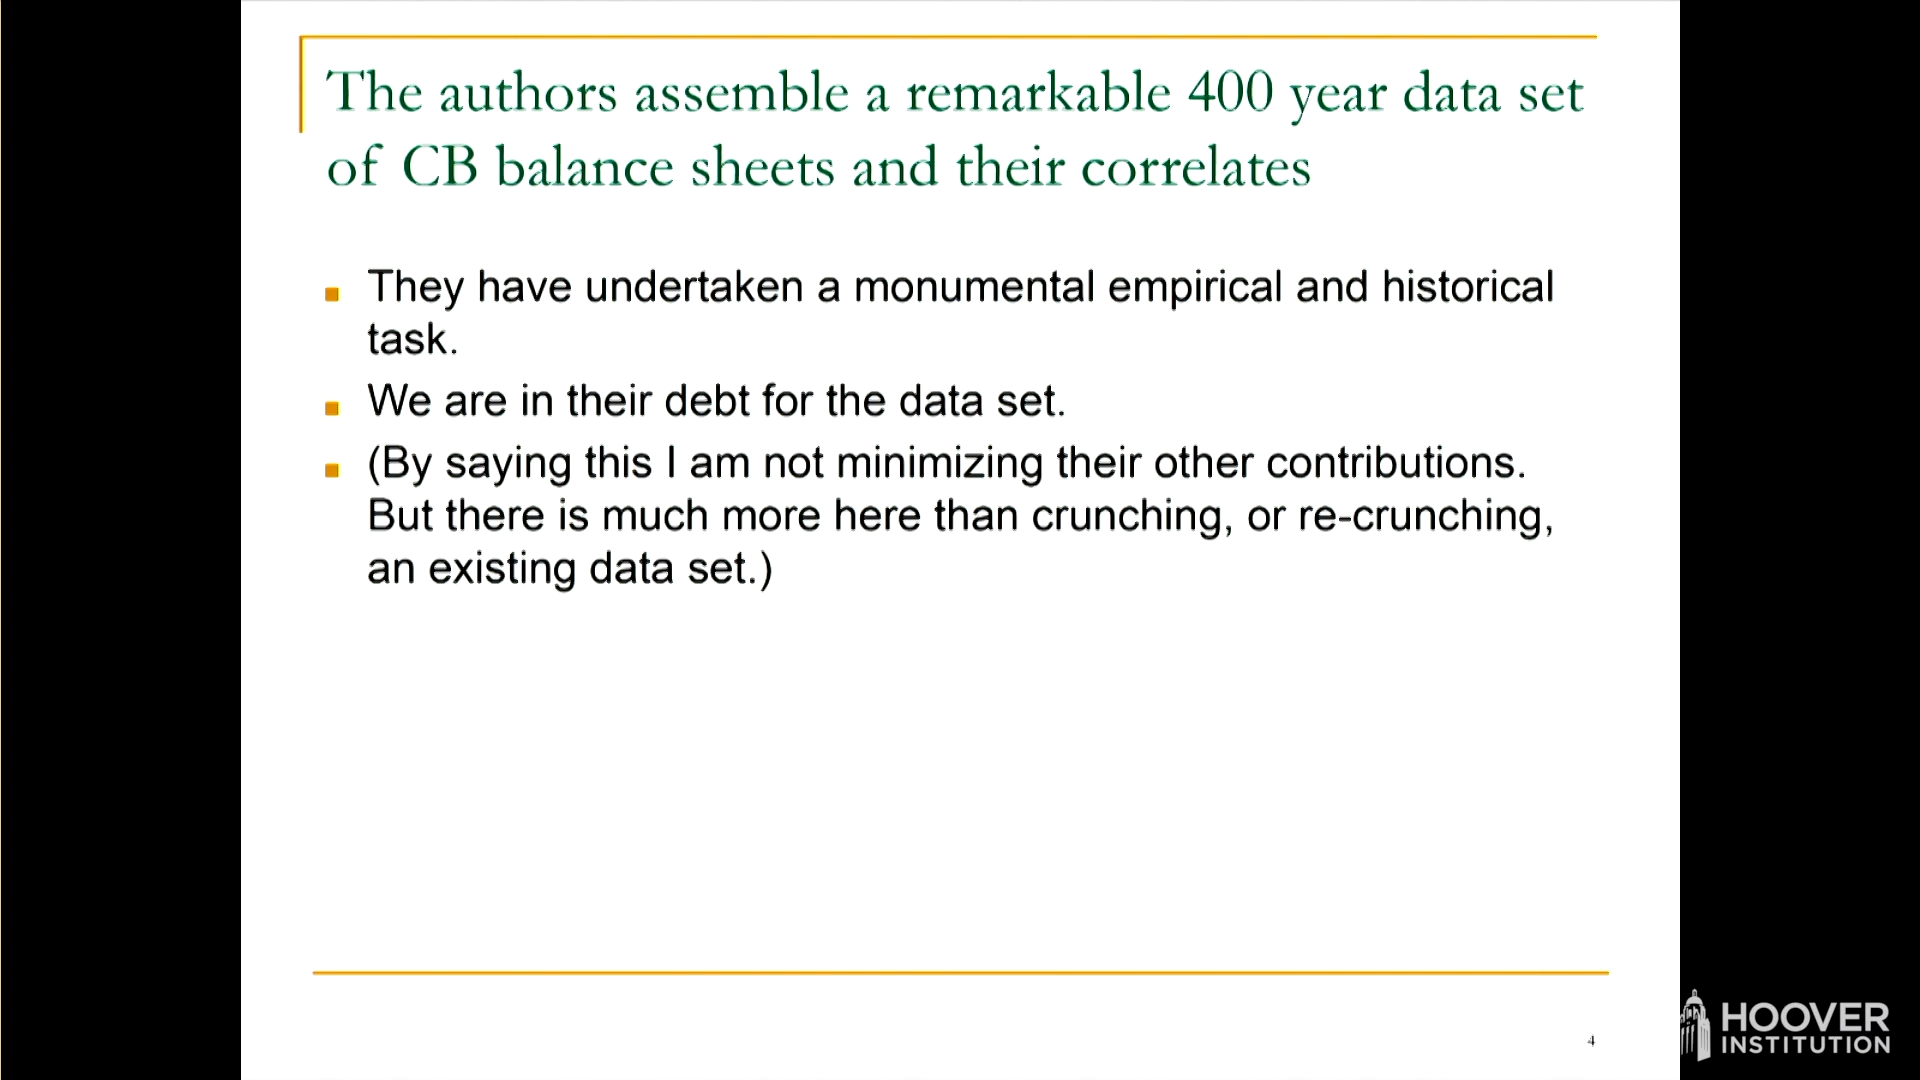 The authors assemble a remarkable 400 year data set
of CB balance sheets and their correlates
They have undertaken a monumental empirical and historical
task.
We are in their debt for the data set.
(By saying this I am not minimizing their other contributions.
But there is much more here than crunching, or re-crunching,
an existing data set.)
4
HOOVER
INSTITUTION